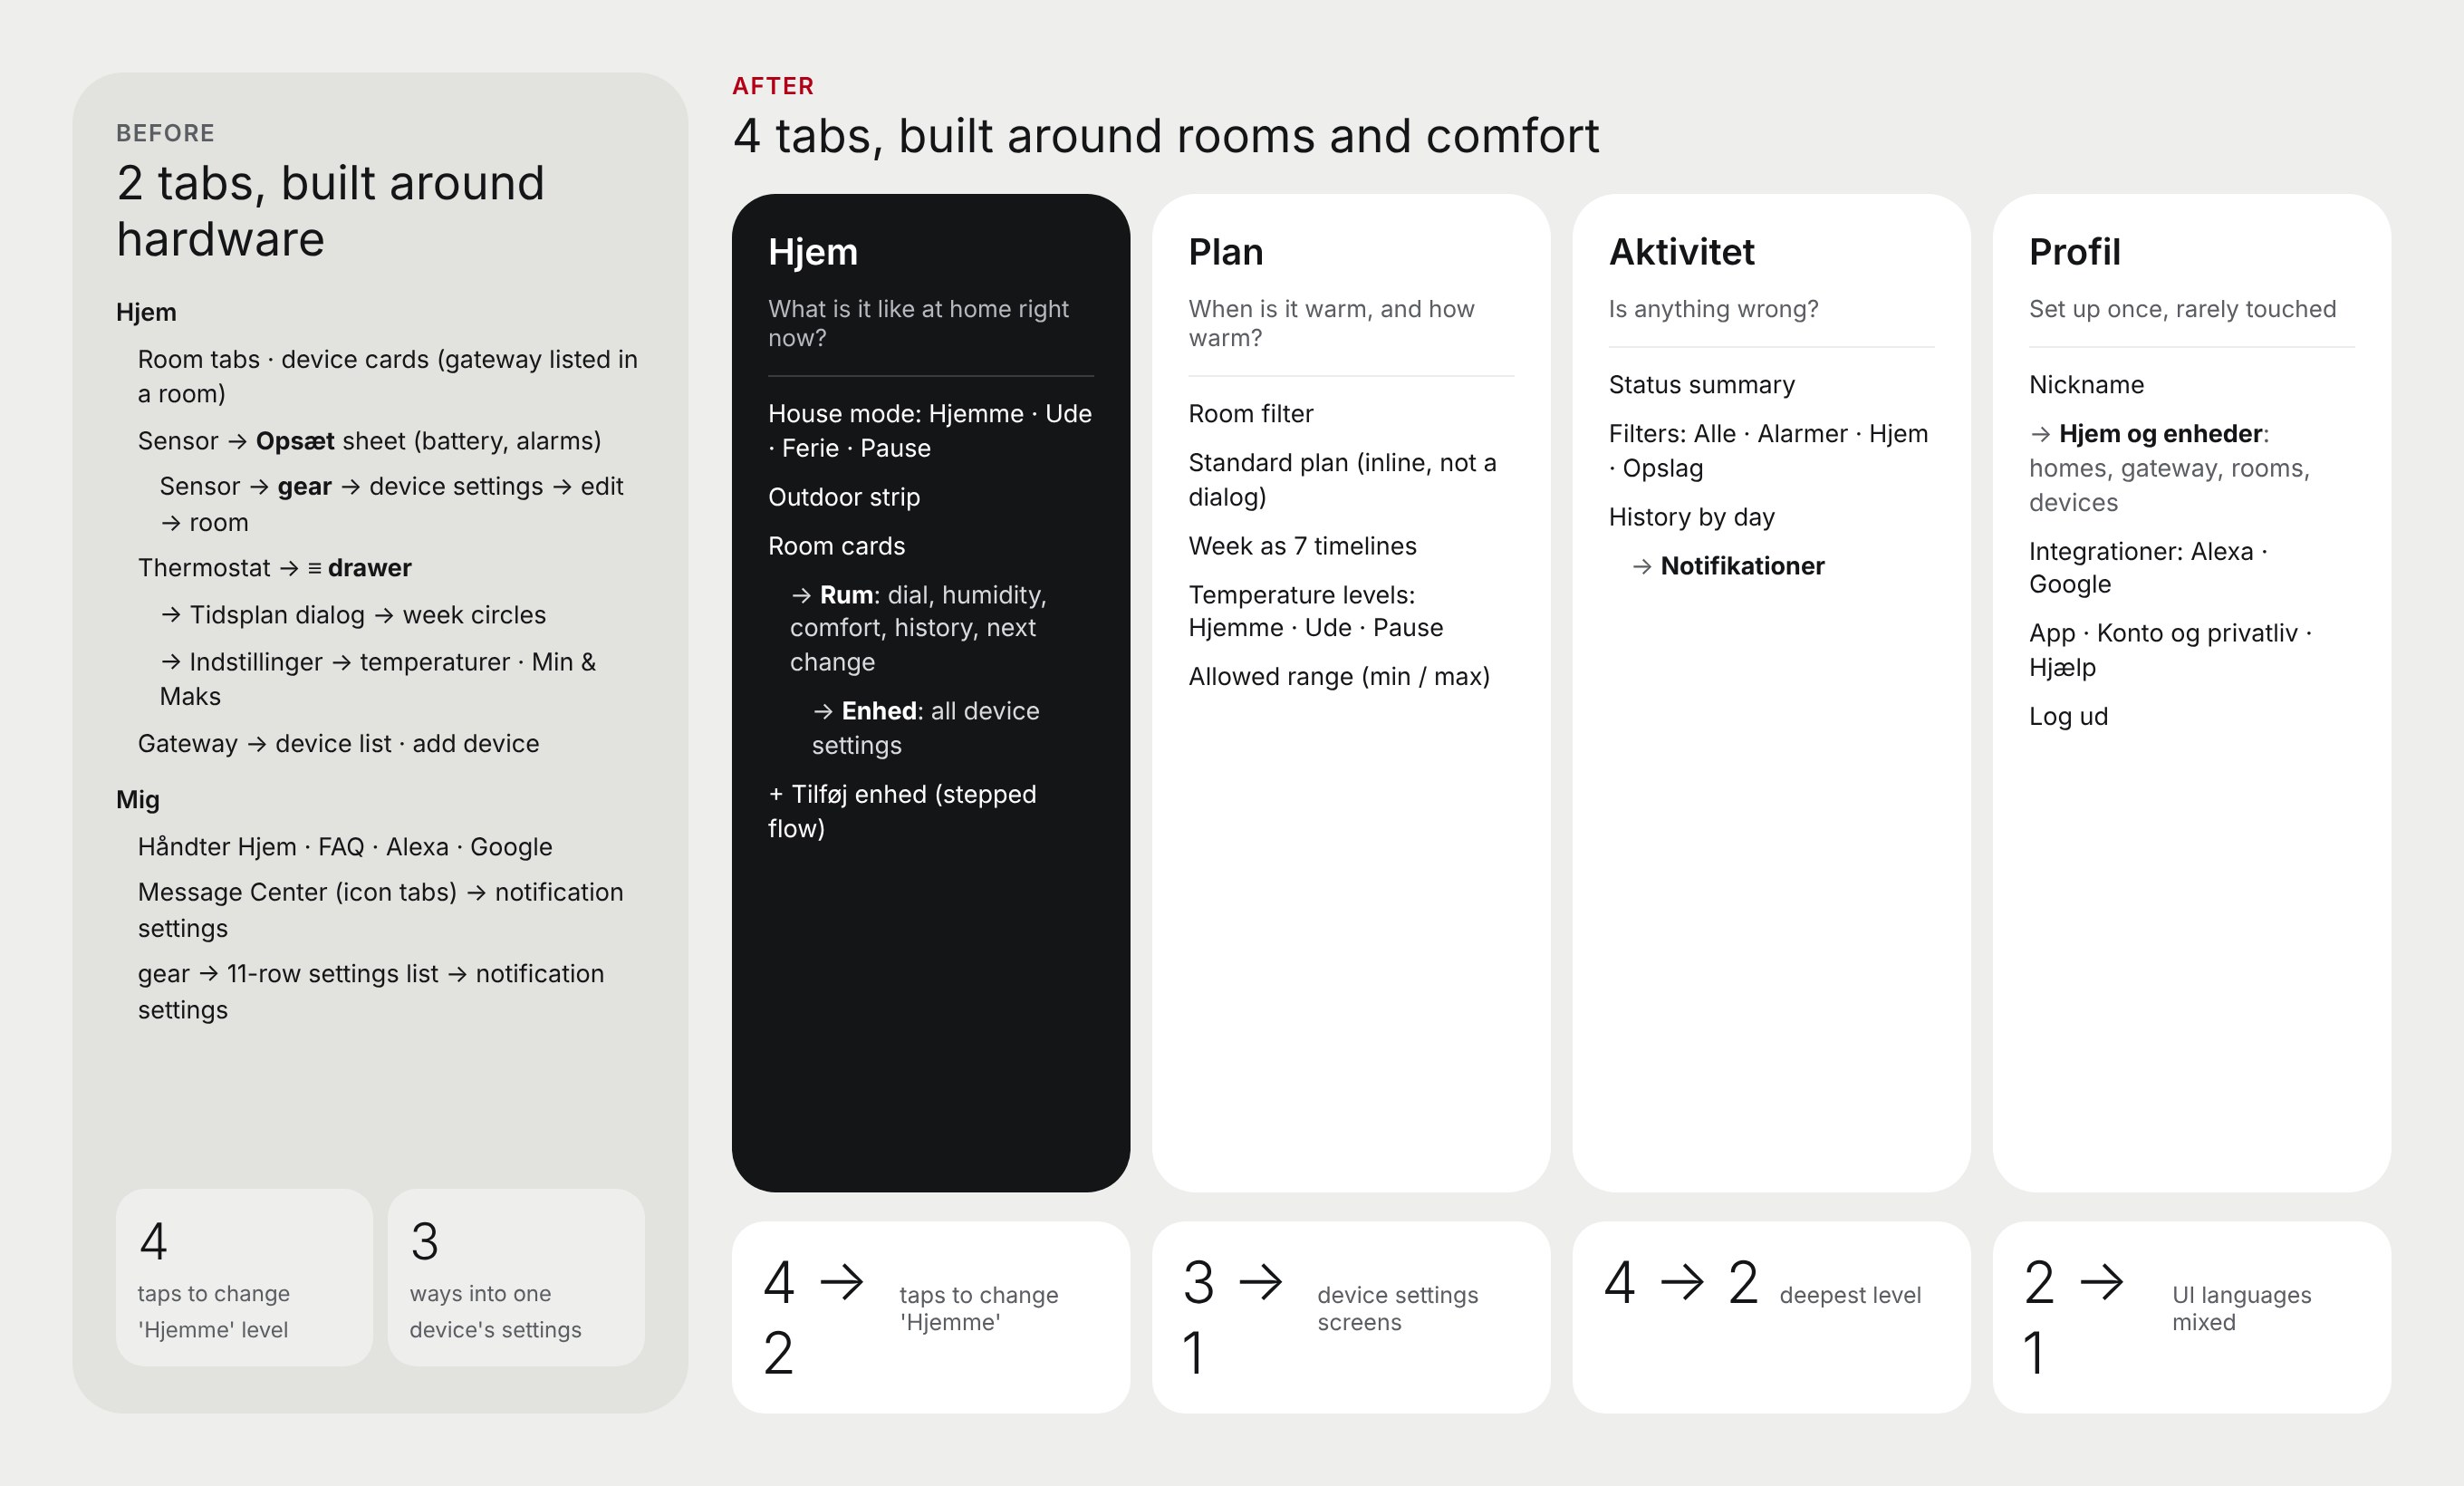 BEFORE
2 tabs, built around
hardware
Hjem
Room tabs · device cards (gateway listed in
a room)
Sensor → Opsæt sheet (battery, alarms)
Sensor → gear → device settings → edit
→ room
Thermostat → ≡ drawer
→ Tidsplan dialog → week circles
→ Indstillinger → temperaturer · Min &
Maks
Gateway → device list · add device
Mig
Håndter Hjem · FAQ · Alexa · Google
Message Center (icon tabs) → notification
settings
gear → 11-row settings list → notification
settings
4
taps to change
'Hjemme' level
3
ways into one
device's settings
AFTER
4 tabs, built around rooms and comfort
Hjem
What is it like at home right
now?
House mode: Hjemme · Ude
· Ferie · Pause
Outdoor strip
Room cards
→ Rum: dial, humidity,
comfort, history, next
change
→ Enhed: all device
settings
+ Tilføj enhed (stepped
flow)
Plan
When is it warm, and how
warm?
Room filter
Standard plan (inline, not a
dialog)
Week as 7 timelines
Temperature levels:
Hjemme · Ude · Pause
Allowed range (min / max)
Aktivitet
Is anything wrong?
Status summary
Filters: Alle · Alarmer · Hjem
· Opslag
History by day
→ Notifikationer
Profil
Set up once, rarely touched
Nickname
→ Hjem og enheder:
homes, gateway, rooms,
devices
Integrationer: Alexa ·
Google
App · Konto og privatliv ·
Hjælp
Log ud
4 →
2
taps to change
'Hjemme'
3 →
1
device settings
screens
4 → 2
deepest level
2 →
1
UI languages
mixed